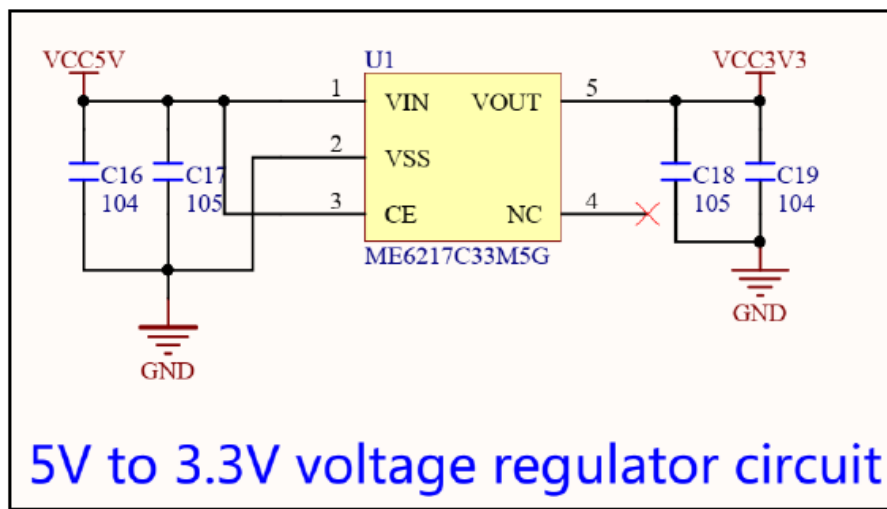 VCC5V
U1
VCC3V3
1
VIN
VOUT
5
2
VSS
C16
104
C17
105
3
CE
NC
4
C18
105
C19
104
ME6217C33M5G
GND
GND
5V to 3.3V voltage regulator circuit